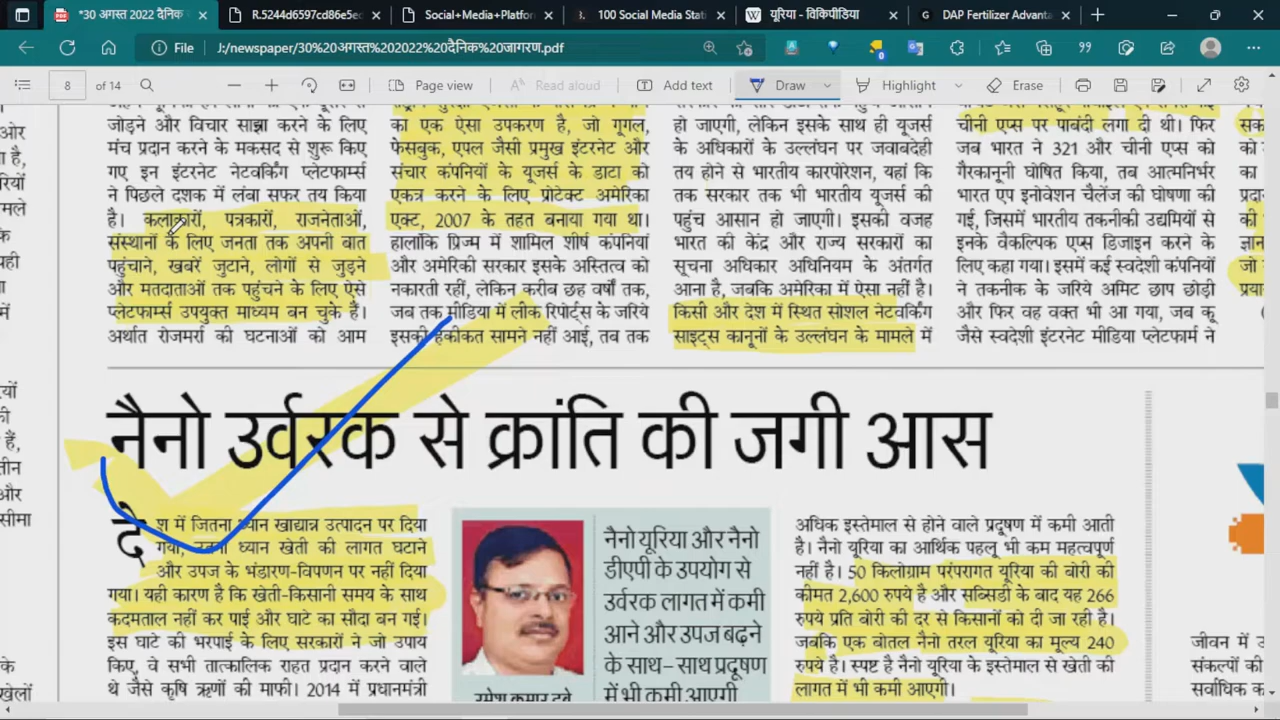 *30 अगस्त 2022 दैनिक
R.5244d6597cd86e5ec
Social+Media+Platfor
100 Social Media Stati
यूरिया - विकिपीडिया
DAP Fertilizer Advanta
File
J:/newspaper/30%20अगस्त%202022%20दैनिक%20जागरण.pdf
8 of 14
Page view
Read aloud
Add text
Draw
Highlight
Erase
जोड़ने और विचार साझा करने के लिए
मंच प्रदान करने के मकसद से शुरू किए
गए इन इंटरनेट नेटवर्किंग प्लेटफार्म्स
ने पिछले दशक में लंबा सफर तय किया
है। कलाकारों, पत्रकारों, राजनेताओं,
संस्थानों के लिए जनता तक अपनी बात
पहुंचाने, खबरें जुटाने, लोगों से जुड़ने
और मतदाताओं तक पहुंचने के लिए ऐसे
प्लेटफार्म्स उपयुक्त माध्यम बन चुके हैं।
अर्थात रोजमर्रा की घटनाओं को आम
का एक ऐसा उपकरण है, जो गूगल,
फेसबुक, एपल जैसी प्रमुख इंटरनेट और
संचार कंपनियों के यूजर्स के डाटा को
एकत्र करने के लिए प्रोटेक्ट अमेरिका
एक्ट, 2007 के तहत बनाया गया था।
हालांकि प्रिज्म में शामिल शीर्ष कंपनियां
और अमेरिकी सरकार इसके अस्तित्व को
नकारती रहीं, लेकिन करीब छह वर्षों तक,
जब तक मीडिया में लीक रिपोर्ट्स के जरिये
इसकी हकीकत सामने नहीं आई, तब तक
हो जाएगी, लेकिन इसके साथ ही यूजर्स
के अधिकारों के उल्लंघन पर जवाबदेही
तय होने से भारतीय कारपोरेशन, यहां कि
तक सरकार तक भी भारतीय यूजर्स की
पहुंच आसान हो जाएगी। इसकी वजह
भारत की केंद्र और राज्य सरकारों का
सूचना अधिकार अधिनियम के अंतर्गत
आना है, जबकि अमेरिका में ऐसा नहीं है।
किसी और देश में स्थित सोशल नेटवर्किंग
साइट्स कानूनों के उल्लंघन के मामले में
चीनी एप्स पर पाबंदी लगा दी थी। फिर
जब भारत ने 321 और चीनी एप्स को
गैरकानूनी घोषित किया, तब आत्मनिर्भर
भारत एप इनोवेशन चैलेंज की घोषणा की
गई, जिसमें भारतीय तकनीकी उद्यमियों से
इनके वैकल्पिक एप्स डिजाइन करने के
लिए कहा गया। इसमें कई स्वदेशी कंपनियों
ने तकनीक के जरिये अमिट छाप छोड़ी
और फिर वह वक्त भी आ गया, जब कू
जैसे स्वदेशी इंटरनेट मीडिया प्लेटफार्म ने
नैनो उर्वरक से क्रांति की जगी आस
देश में जितना ध्यान खाद्यान्न उत्पादन पर दिया
गया, उतना ध्यान खेती की लागत घटाने
और उपज के भंडारण-विपणन पर नहीं दिया
गया। यही कारण है कि खेती-किसानी समय के साथ
कदमताल नहीं कर पाई और घाटे का सौदा बन गई।
इस घाटे की भरपाई के लिए सरकारों ने जो उपाय
किए, वे सभी तात्कालिक राहत प्रदान करने वाले
थे जैसे कृषि ऋणों की माफी। 2014 में प्रधानमंत्री
रमेश कुमार दुबे
नैनो यूरिया और नैनो
डीएपी के उपयोग से
उर्वरक लागत में कमी
आने और उपज बढ़ने
के साथ-साथ प्रदूषण
में भी कमी आएगी
अधिक इस्तेमाल से होने वाले प्रदूषण में कमी आती
है। नैनो यूरिया का आर्थिक पहलू भी कम महत्वपूर्ण
नहीं है। 50 किलोग्राम परंपरागत यूरिया की बोरी की
कीमत 2,600 रुपये है और सब्सिडी के बाद यह 266
रुपये प्रति बोरी की दर से किसानों को दी जा रही है।
जबकि एक बोतल नैनो तरल यूरिया का मूल्य 240
रुपये है। स्पष्ट है नैनो यूरिया के इस्तेमाल से खेती की
लागत में भी कमी आएगी।
जीवन में
संकल्पों की
सर्वाधिक